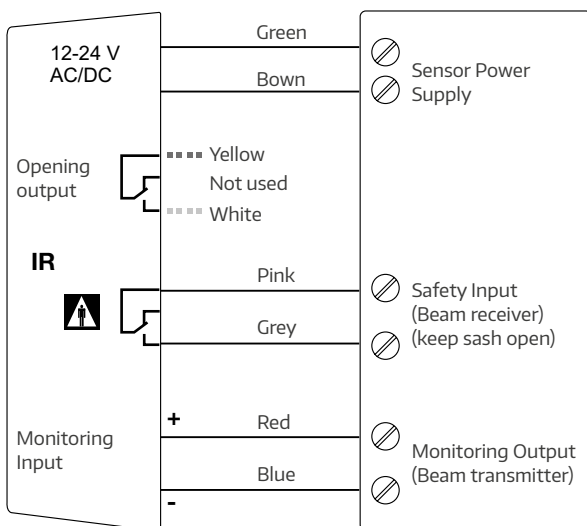 12-24 V
AC/DC
Green
Bown
Sensor Power
Supply
Opening
output
Yellow
Not used
White
IR
Pink
Grey
Safety Input
(Beam receiver)
(keep sash open)
Monitoring
Input
+
Red
Blue
-
Monitoring Output
(Beam transmitter)